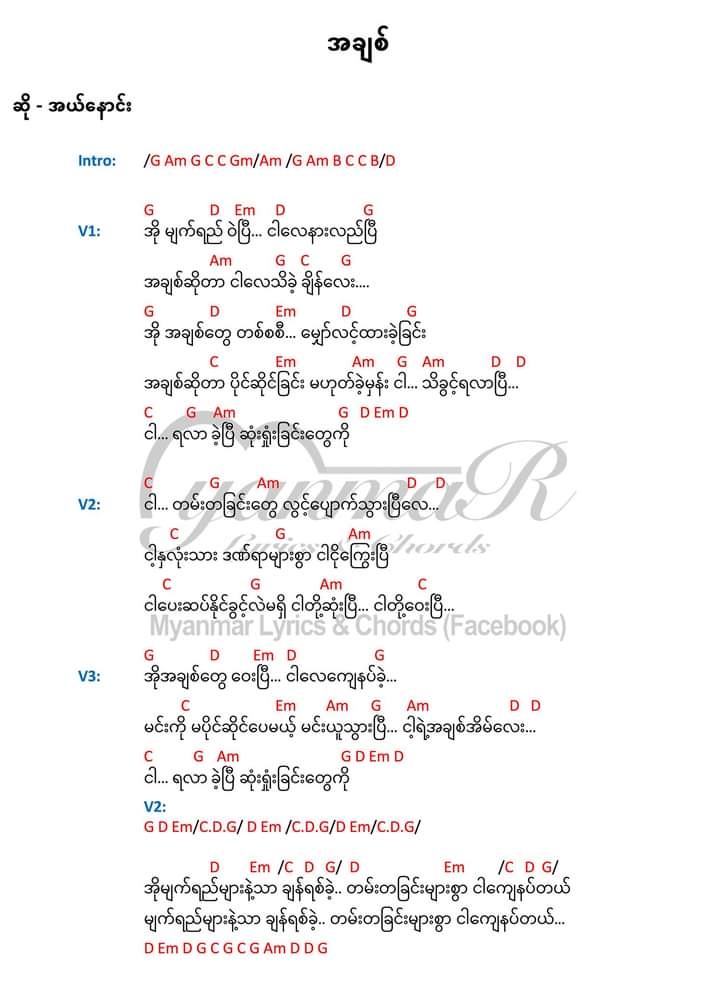 အချစ်
ဆို - အယ်နောင်း
Intro: /G Am G C C Gm/Am /G Am B C C B/D
G D Em D G
V1: အို မျက်ရည် ဝဲပြီ... ငါလေနားလည်ပြီ
Am G C G
အချစ်ဆိုတာ ငါလေသိခဲ့ ချိန်လေး....
G D Em D G
အို အချစ်တွေ တစ်စစီ... မျှော်လင့်ထားခဲ့ခြင်း
C Em Am G Am D D
အချစ်ဆိုတာ ပိုင်ဆိုင်ခြင်း မဟုတ်ခဲ့မှန်း ငါ... သိခွင့်ရလာပြီ...
C G Am G D Em D
ငါ... ရလာ ခဲ့ပြီ ဆုံးရှုံးခြင်းတွေကို
C G Am D D
V2: ငါ... တမ်းတခြင်းတွေ လွင့်ပျောက်သွားပြီလေ...
C G Am
ငါ့နှလုံးသား ဒဏ်ရာများစွာ ငါငိုကြွေးပြီ
C G Am C
ငါပေးဆပ်နိုင်ခွင့်လဲမရှိ ငါတို့ဆုံးပြီ... ငါတို့ဝေးပြီ...
G D Em D G
V3: အိုအချစ်တွေ ဝေးပြီ... ငါလေကျေနပ်ခဲ့...
C Em Am G Am D D
မင်းကို မပိုင်ဆိုင်ပေမယ့် မင်းယူသွားပြီ... ငါ့ရဲ့အချစ်အိမ်လေး...
C G Am G D Em D
ငါ... ရလာ ခဲ့ပြီ ဆုံးရှုံးခြင်းတွေကို
V2:
G D Em/C.D.G/ D Em /C.D.G/D Em/C.D.G/
D Em /C D G/ D Em /C D G/
အိုမျက်ရည်များနဲ့သာ ချန်ရစ်ခဲ့.. တမ်းတခြင်းများစွာ ငါကျေနပ်တယ်
မျက်ရည်များနဲ့သာ ချန်ရစ်ခဲ့.. တမ်းတခြင်းများစွာ ငါကျေနပ်တယ်...
D Em D G C G C G Am D D G
MyanmaR
Lyrics & Chords
Myanmar Lyrics & Chords (Facebook)